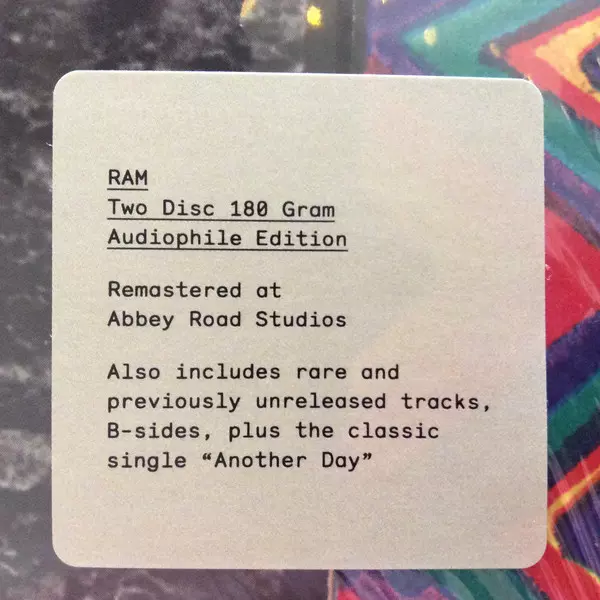 RAM
Two Disc 180 Gram
Audiophile Edition
Remastered at
Abbey Road Studios
Also includes rare and
previously unreleased tracks,
B-sides, plus the classic
single “Another Day”